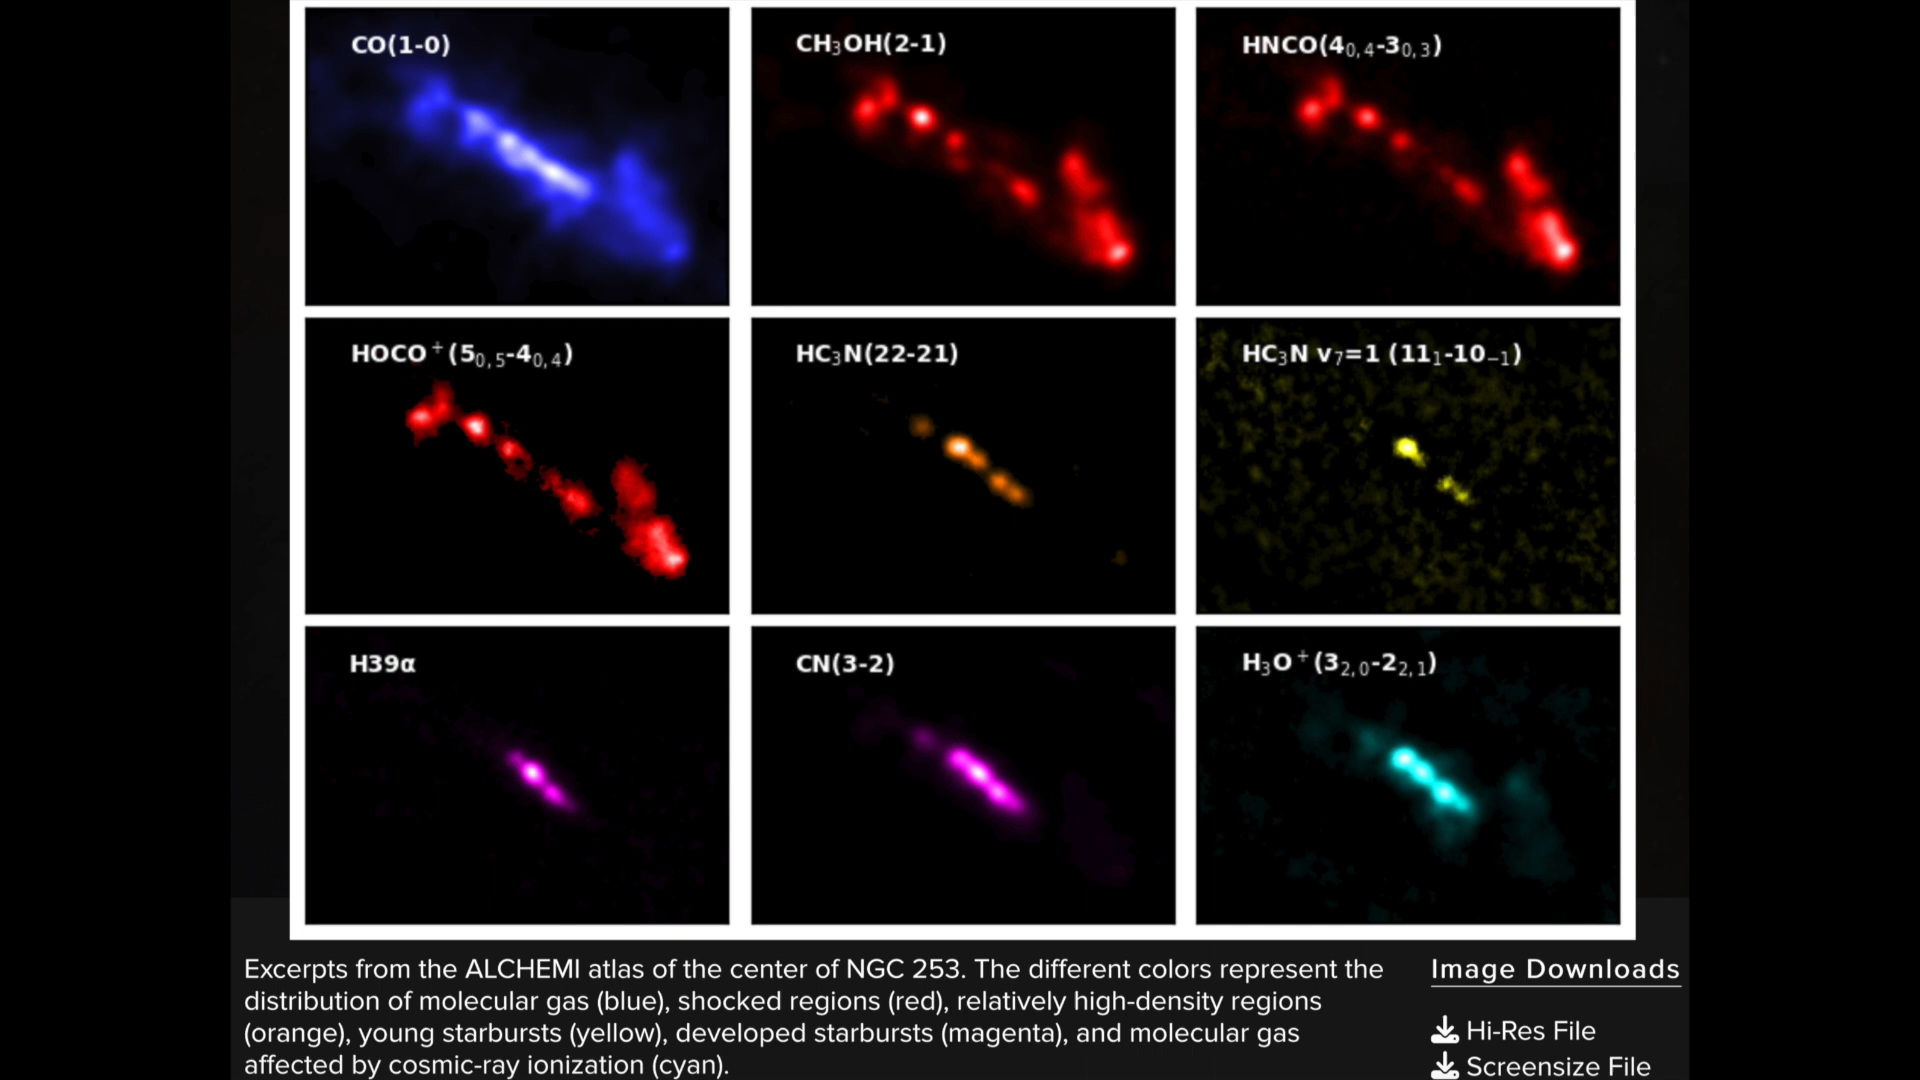 CO(1-0)
CH₃OH(2-1)
HNCO(4₀,₄-3₀,₃)
HOCO⁺(5₀,₅-4₀,₄)
HC₃N(22-21)
HC₃N v₇=1 (11₁-10₋₁)
H39α
CN(3-2)
H₃O⁺(3₂,₀-2₂,₁)
Excerpts from the ALCHEMI atlas of the center of NGC 253. The different colors represent the
distribution of molecular gas (blue), shocked regions (red), relatively high-density regions
(orange), young starbursts (yellow), developed starbursts (magenta), and molecular gas
affected by cosmic-ray ionization (cyan).
Image Downloads
Hi-Res File
Screensize File